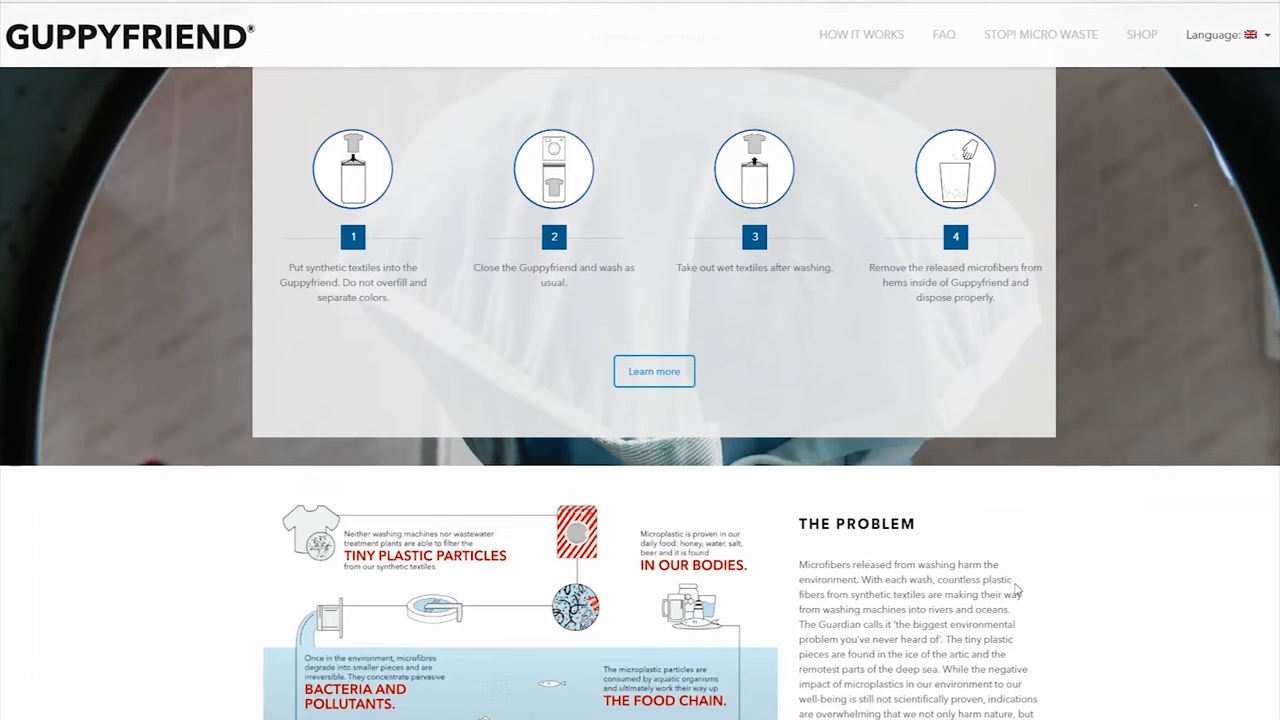 GUPPYFRIEND®
HOW IT WORKS
FAQ
STOP! MICRO WASTE
SHOP
Language:
1
Put synthetic textiles into the
Guppyfriend. Do not overfill and
separate colors.
2
Close the Guppyfriend and wash as
usual.
3
Take out wet textiles after washing.
4
Remove the released microfibers from
hems inside of Guppyfriend and
dispose properly.
Learn more
Neither washing machines nor wastewater
treatment plants are able to filter the
TINY PLASTIC PARTICLES
from our synthetic textiles.
Microplastic is proven in our
daily food: honey, water, salt,
beer and it is found
IN OUR BODIES.
Once in the environment, microfibres
degrade into smaller pieces and are
irreversible. They concentrate pervasive
BACTERIA AND
POLLUTANTS.
The microplastic particles are
consumed by aquatic organisms
and ultimately work their way up
THE FOOD CHAIN.
THE PROBLEM
Microfibers released from washing harm the
environment. With each wash, countless plastic
fibers from synthetic textiles are making their way
from washing machines into rivers and oceans.
The Guardian calls it 'the biggest environmental
problem you've never heard of'. The tiny plastic
pieces are found in the ice of the artic and the
remotest parts of the deep sea. While the negative
impact of microplastics in our environment to our
well-being is still not scientifically proven, indications
are overwhelming that we not only harm nature, but